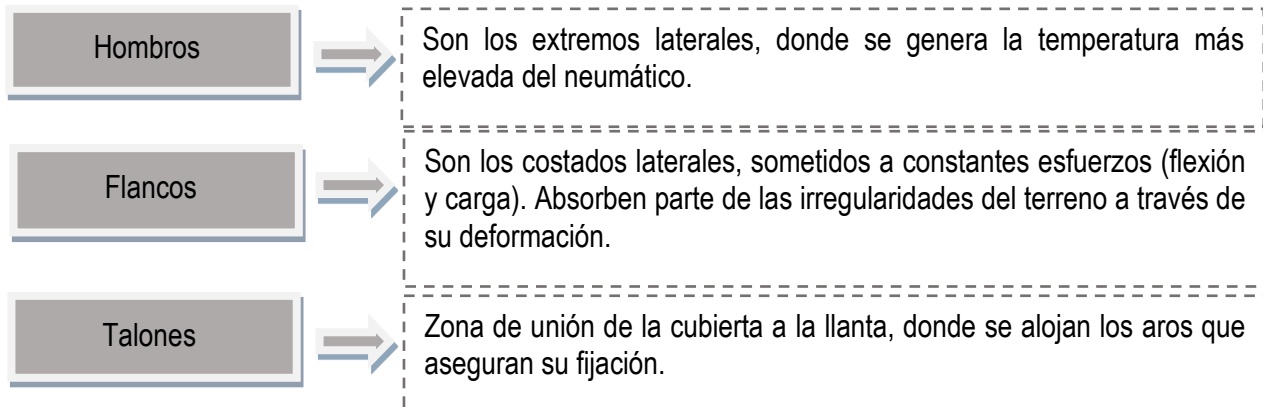 Hombros
Son los extremos laterales, donde se genera la temperatura más
elevada del neumático.
Flancos
Son los costados laterales, sometidos a constantes esfuerzos (flexión
y carga). Absorben parte de las irregularidades del terreno a través de
su deformación.
Talones
Zona de unión de la cubierta a la llanta, donde se alojan los aros que
aseguran su fijación.